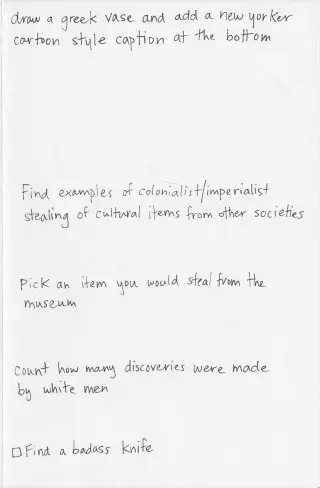 draw a greek vase and add a new yorker
cartoon style caption at the bottom
Find examples of colonialist/imperialist
stealing of cultural items from other societies
Pick an item you would steal from the
museum
Count how many discoveries were made
by white men
Find a badass knife